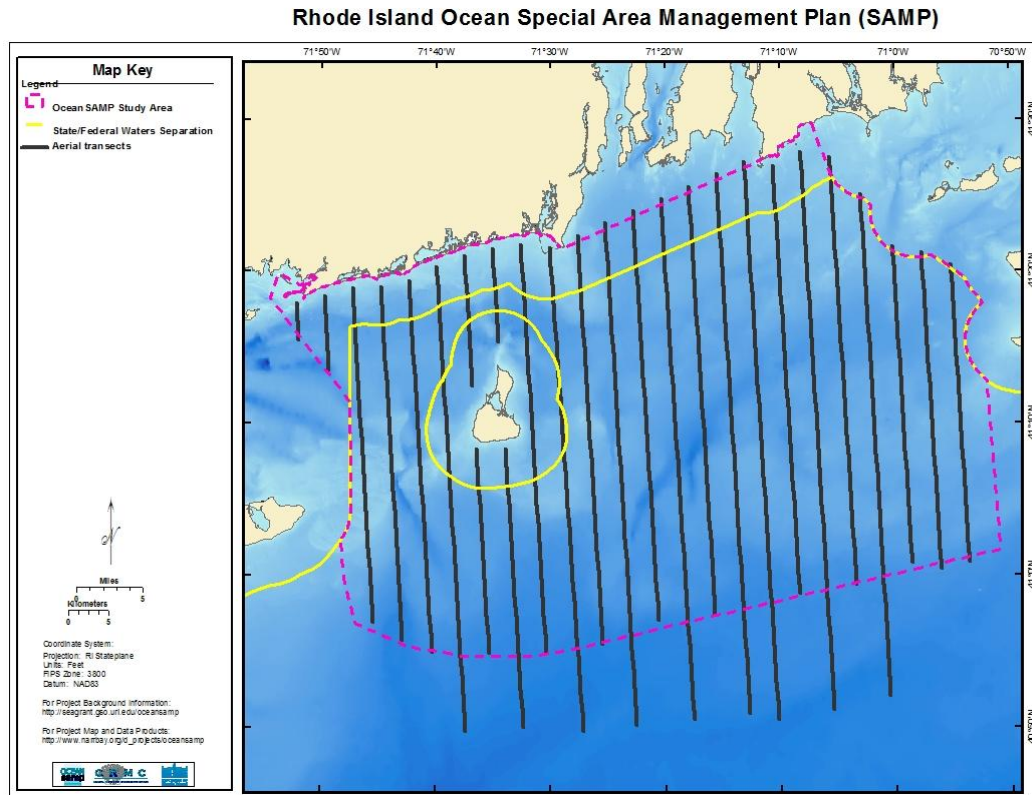 Rhode Island Ocean Special Area Management Plan (SAMP)
71°50'W 71°40'W 71°30'W 71°20'W 71°10'W 71°0'W 70°50'W
Map Key
Legend
Ocean SAMP Study Area
State/Federal Waters Separation
Aerial transects
N
Miles
0 5
Kilometers
0 5
Coordinate System:
Projection: RI Stateplane
Units: Feet
FIPS Zone: 3800
Datum: NAD83
For Project Background Information:
http://seagrant.gso.uri.edu/oceansamp
For Project Map and Data Products:
http://www.narrbay.org/d_projects/oceansamp
OCEAN
samp
CRMC